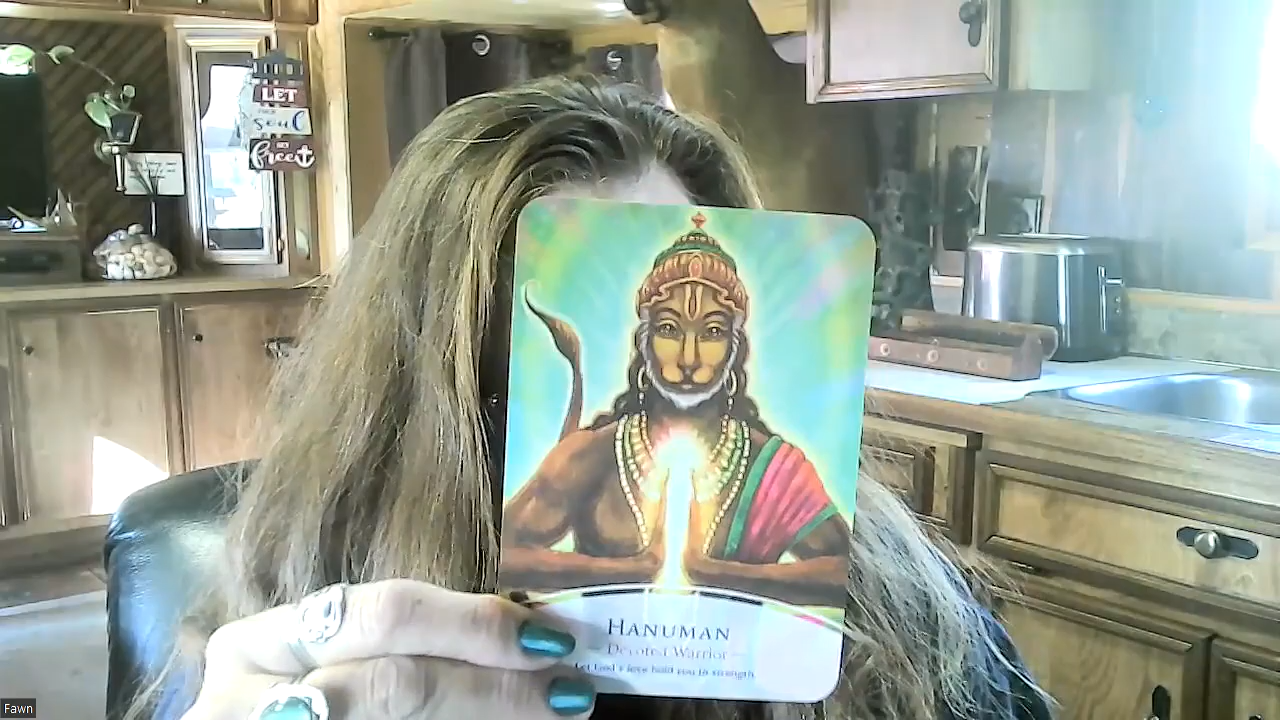 LET
soul
free
HANUMAN
— Devoted Warrior —
Let God's love hold you in strength.
Fawn